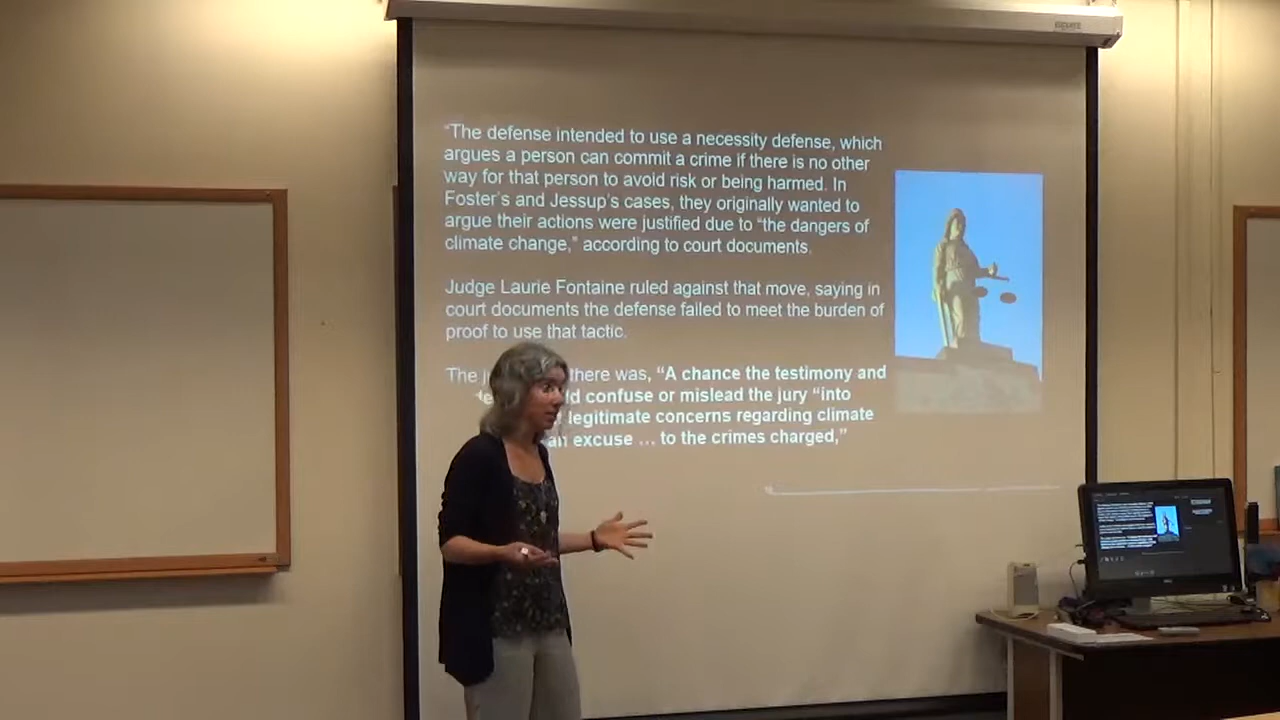 “The defense intended to use a necessity defense, which
argues a person can commit a crime if there is no other
way for that person to avoid risk or being harmed. In
Foster’s and Jessup’s cases, they originally wanted to
argue their actions were justified due to “the dangers of
climate change,” according to court documents.
Judge Laurie Fontaine ruled against that move, saying in
court documents the defense failed to meet the burden of
proof to use that tactic.
The there was, “A chance the testimony and
confuse or mislead the jury “into
legitimate concerns regarding climate
an excuse … to the crimes charged,”